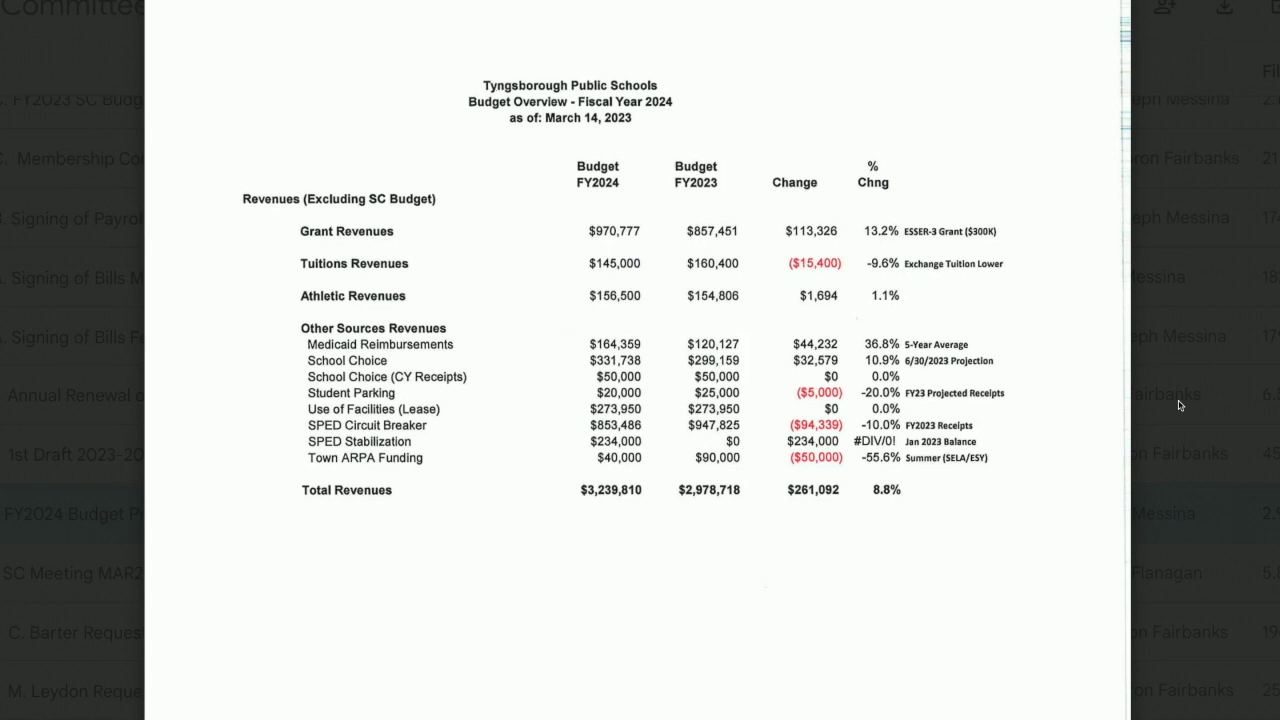 Committee
C. FY2023 SC Budg
C. Membership Co
B. Signing of Payrol
A. Signing of Bills M
A. Signing of Bills Fe
Annual Renewal o
1st Draft 2023-20
FY2024 Budget P
SC Meeting MAR2
C. Barter Reques
M. Leydon Reque
Tyngsborough Public Schools
Budget Overview - Fiscal Year 2024
as of: March 14, 2023
Budget Budget %
FY2024 FY2023 Change Chng
Revenues (Excluding SC Budget)
Grant Revenues $970,777 $857,451 $113,326 13.2% ESSER-3 Grant ($300K)
Tuitions Revenues $145,000 $160,400 ($15,400) -9.6% Exchange Tuition Lower
Athletic Revenues $156,500 $154,806 $1,694 1.1%
Other Sources Revenues
Medicaid Reimbursements $164,359 $120,127 $44,232 36.8% 5-Year Average
School Choice $331,738 $299,159 $32,579 10.9% 6/30/2023 Projection
School Choice (CY Receipts) $50,000 $50,000 $0 0.0%
Student Parking $20,000 $25,000 ($5,000) -20.0% FY23 Projected Receipts
Use of Facilities (Lease) $273,950 $273,950 $0 0.0%
SPED Circuit Breaker $853,486 $947,825 ($94,339) -10.0% FY2023 Receipts
SPED Stabilization $234,000 $0 $234,000 #DIV/0! Jan 2023 Balance
Town ARPA Funding $40,000 $90,000 ($50,000) -55.6% Summer (SELA/ESY)
Total Revenues $3,239,810 $2,978,718 $261,092 8.8%
Fil
eph Messina
ron Fairbanks
eph Messina
essina
eph Messina
airbanks
on Fairbanks
Messina
Flanagan
on Fairbanks
on Fairbanks